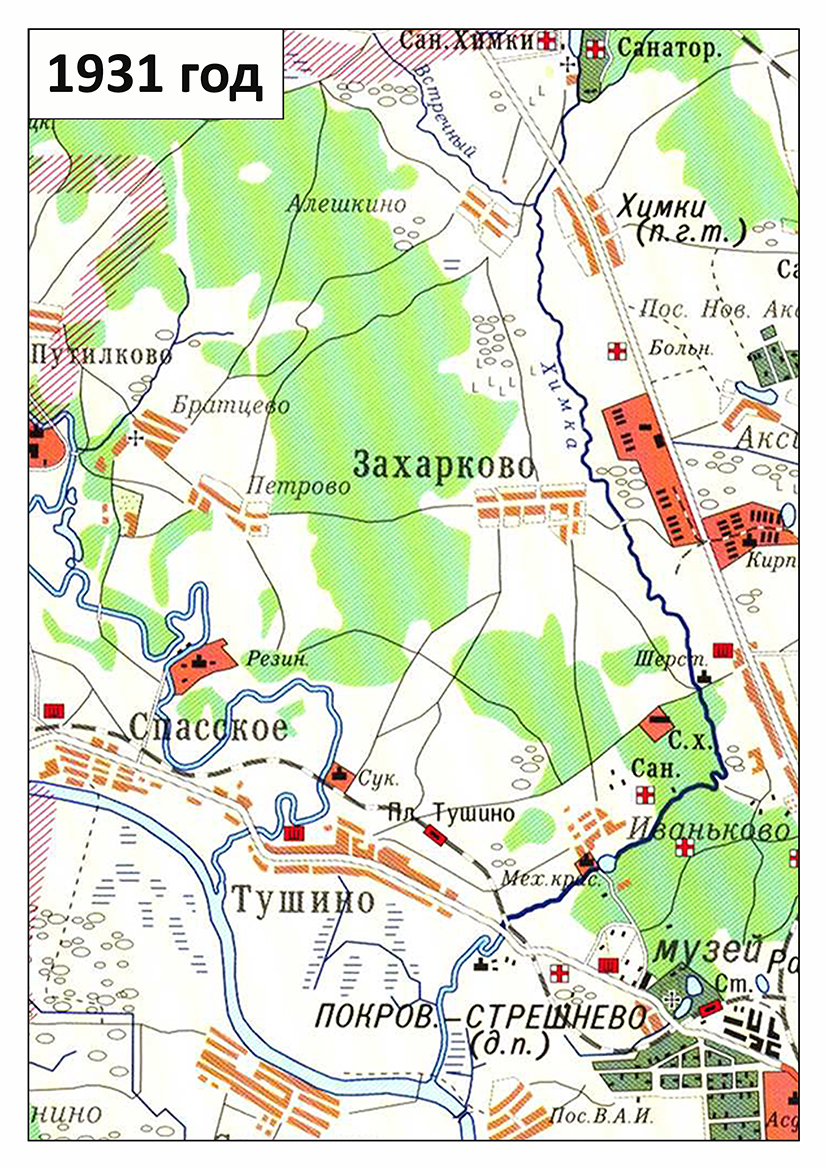 1931 год
Сан. Химки
Санатор.
Встречный
Алешкино
Химки
(п.г.т.)
Пос. Нов. Акс
Путилково
Больн.
Братцево
Химка
Акси
Захарково
Петрово
Кирп
Резин.
Шерст.
Спасское
С.х.
Сан.
Сук.
Пл. Тушино
Иваньково
Мех.крас.
Тушино
музей
Ст.
ПОКРОВ.-СТРЕШНЕВО
(д.п.)
нино
Пос.В.А.И.